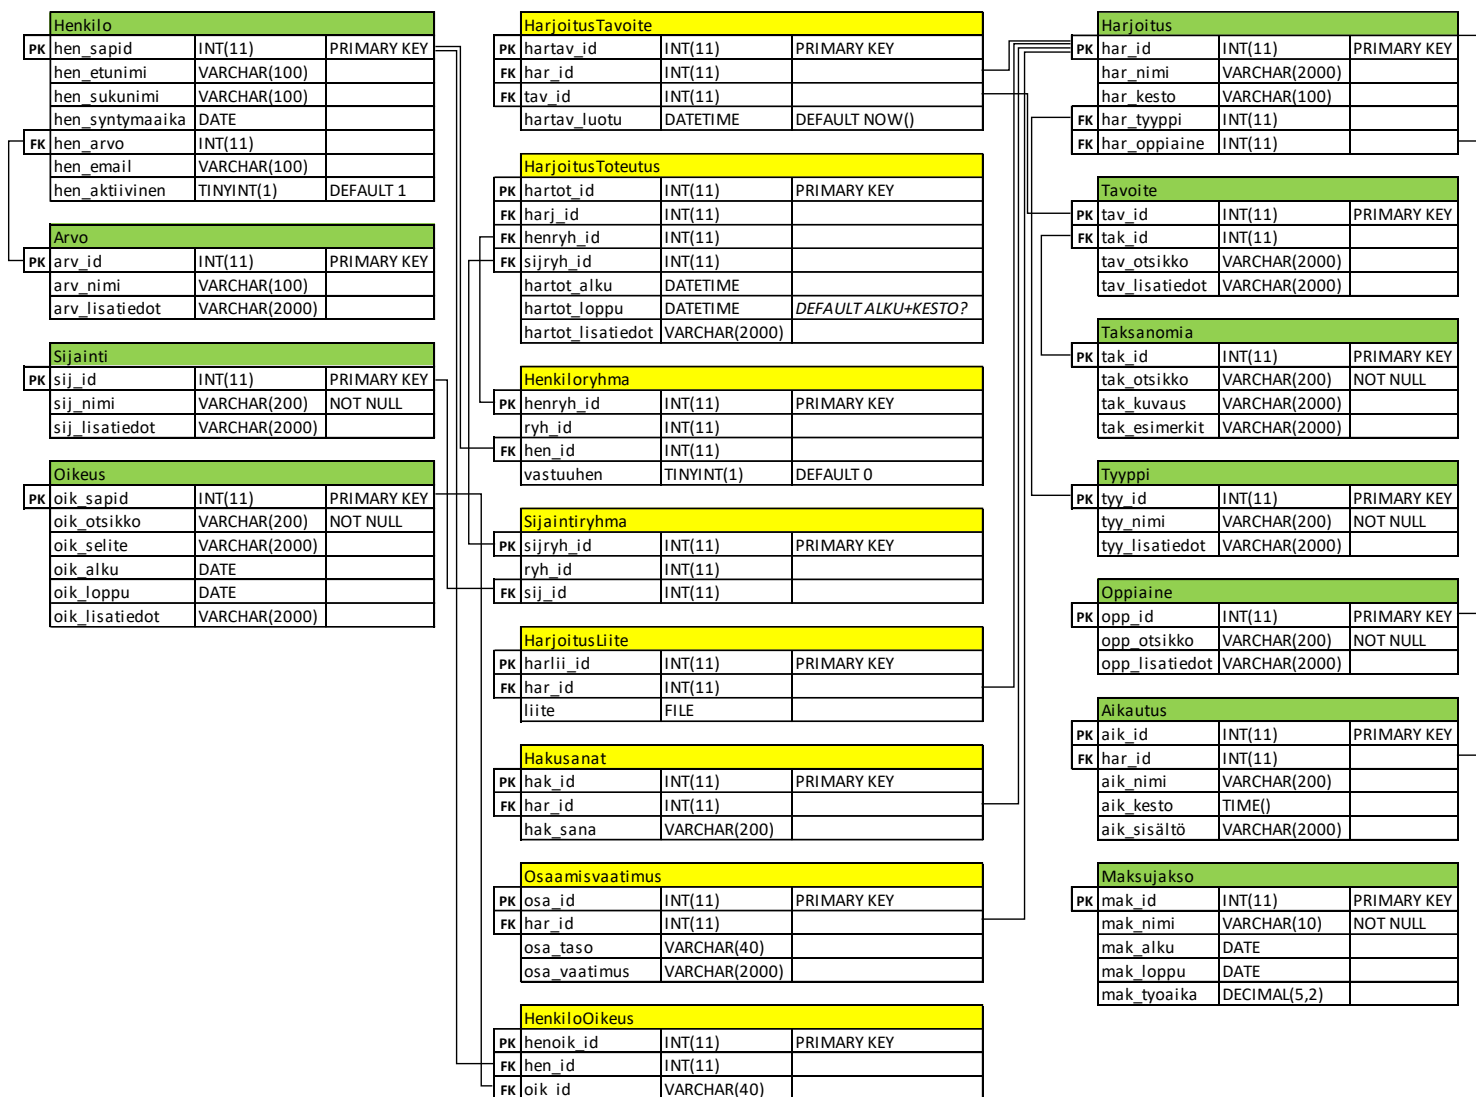 Henkilo
PK hen_sapid INT(11) PRIMARY KEY
hen_etunimi VARCHAR(100)
hen_sukunimi VARCHAR(100)
hen_syntymaaika DATE
FK hen_arvo INT(11)
hen_email VARCHAR(100)
hen_aktiivinen TINYINT(1) DEFAULT 1
Arvo
PK arv_id INT(11) PRIMARY KEY
arv_nimi VARCHAR(100)
arv_lisatiedot VARCHAR(2000)
Sijainti
PK sij_id INT(11) PRIMARY KEY
sij_nimi VARCHAR(200) NOT NULL
sij_lisatiedot VARCHAR(2000)
Oikeus
PK oik_sapid INT(11) PRIMARY KEY
oik_otsikko VARCHAR(200) NOT NULL
oik_selite VARCHAR(2000)
oik_alku DATE
oik_loppu DATE
oik_lisatiedot VARCHAR(2000)
HarjoitusTavoite
PK hartav_id INT(11) PRIMARY KEY
FK har_id INT(11)
FK tav_id INT(11)
hartav_luotu DATETIME DEFAULT NOW()
HarjoitusToteutus
PK hartot_id INT(11) PRIMARY KEY
FK harj_id INT(11)
FK henryh_id INT(11)
FK sijryh_id INT(11)
hartot_alku DATETIME
hartot_loppu DATETIME DEFAULT ALKU+KESTO?
hartot_lisatiedot VARCHAR(2000)
Henkiloryhma
PK henryh_id INT(11) PRIMARY KEY
ryh_id INT(11)
FK hen_id INT(11)
vastuuhen TINYINT(1) DEFAULT 0
Sijaintiryhma
PK sijryh_id INT(11) PRIMARY KEY
ryh_id INT(11)
FK sij_id INT(11)
HarjoitusLiite
PK harlii_id INT(11) PRIMARY KEY
FK har_id INT(11)
liite FILE
Hakusanat
PK hak_id INT(11) PRIMARY KEY
FK har_id INT(11)
hak_sana VARCHAR(200)
Osaamisvaatimus
PK osa_id INT(11) PRIMARY KEY
FK har_id INT(11)
osa_taso VARCHAR(40)
osa_vaatimus VARCHAR(2000)
HenkiloOikeus
PK henoik_id INT(11) PRIMARY KEY
FK hen_id INT(11)
FK oik_id VARCHAR(40)
Harjoitus
PK har_id INT(11) PRIMARY KEY
har_nimi VARCHAR(2000)
har_kesto VARCHAR(100)
FK har_tyyppi INT(11)
FK har_oppiaine INT(11)
Tavoite
PK tav_id INT(11) PRIMARY KEY
FK tak_id INT(11)
tav_otsikko VARCHAR(2000)
tav_lisatiedot VARCHAR(2000)
Taksanomia
PK tak_id INT(11) PRIMARY KEY
tak_otsikko VARCHAR(200) NOT NULL
tak_kuvaus VARCHAR(2000)
tak_esimerkit VARCHAR(2000)
Tyyppi
PK tyy_id INT(11) PRIMARY KEY
tyy_nimi VARCHAR(200) NOT NULL
tyy_lisatiedot VARCHAR(2000)
Oppiaine
PK opp_id INT(11) PRIMARY KEY
opp_otsikko VARCHAR(200) NOT NULL
opp_lisatiedot VARCHAR(2000)
Aikautus
PK aik_id INT(11) PRIMARY KEY
FK har_id INT(11)
aik_nimi VARCHAR(200)
aik_kesto TIME()
aik_sisältö VARCHAR(2000)
Maksujakso
PK mak_id INT(11) PRIMARY KEY
mak_nimi VARCHAR(10) NOT NULL
mak_alku DATE
mak_loppu DATE
mak_tyoaika DECIMAL(5,2)